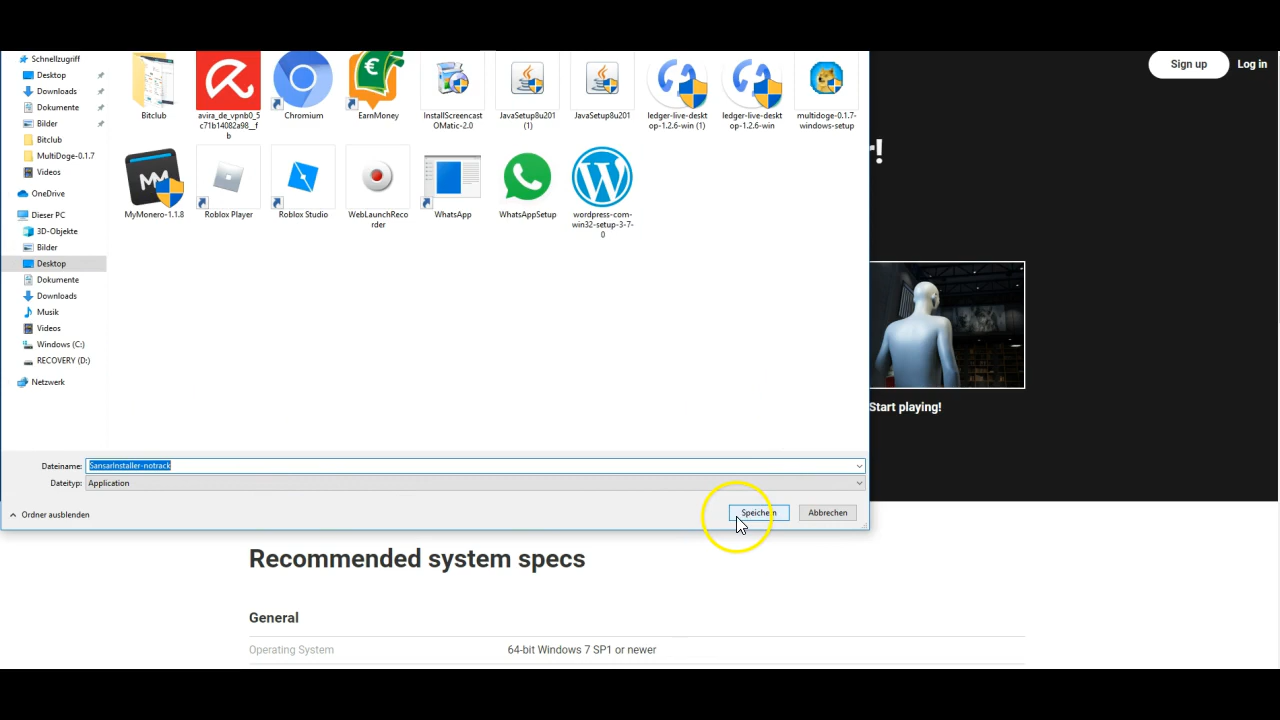 Schnellzugriff
Desktop
Downloads
Dokumente
Bilder
Bitclub
MultiDoge-0.1.7
Videos
OneDrive
Dieser PC
3D-Objekte
Bilder
Desktop
Dokumente
Downloads
Musik
Videos
Windows (C:)
RECOVERY (D:)
Netzwerk
Bitclub
avira_de_vpnb0_5
c71b14082a98__f
b
Chromium
EarnMoney
InstallScreencast
OMatic-2.0
JavaSetup8u201
(1)
JavaSetup8u201
ledger-live-deskt
op-1.2.6-win (1)
ledger-live-deskt
op-1.2.6-win
multidoge-0.1.7-
windows-setup
MyMonero-1.1.8
Roblox Player
Roblox Studio
WebLaunchReco
rder
WhatsApp
WhatsAppSetup
wordpress-com-
win32-setup-3-7-
0
Dateiname: SansarInstaller-notrack
Dateityp: Application
Ordner ausblenden
Speichern
Abbrechen
Sign up
Log in
r!
Start playing!
Recommended system specs
General
Operating System
64-bit Windows 7 SP1 or newer